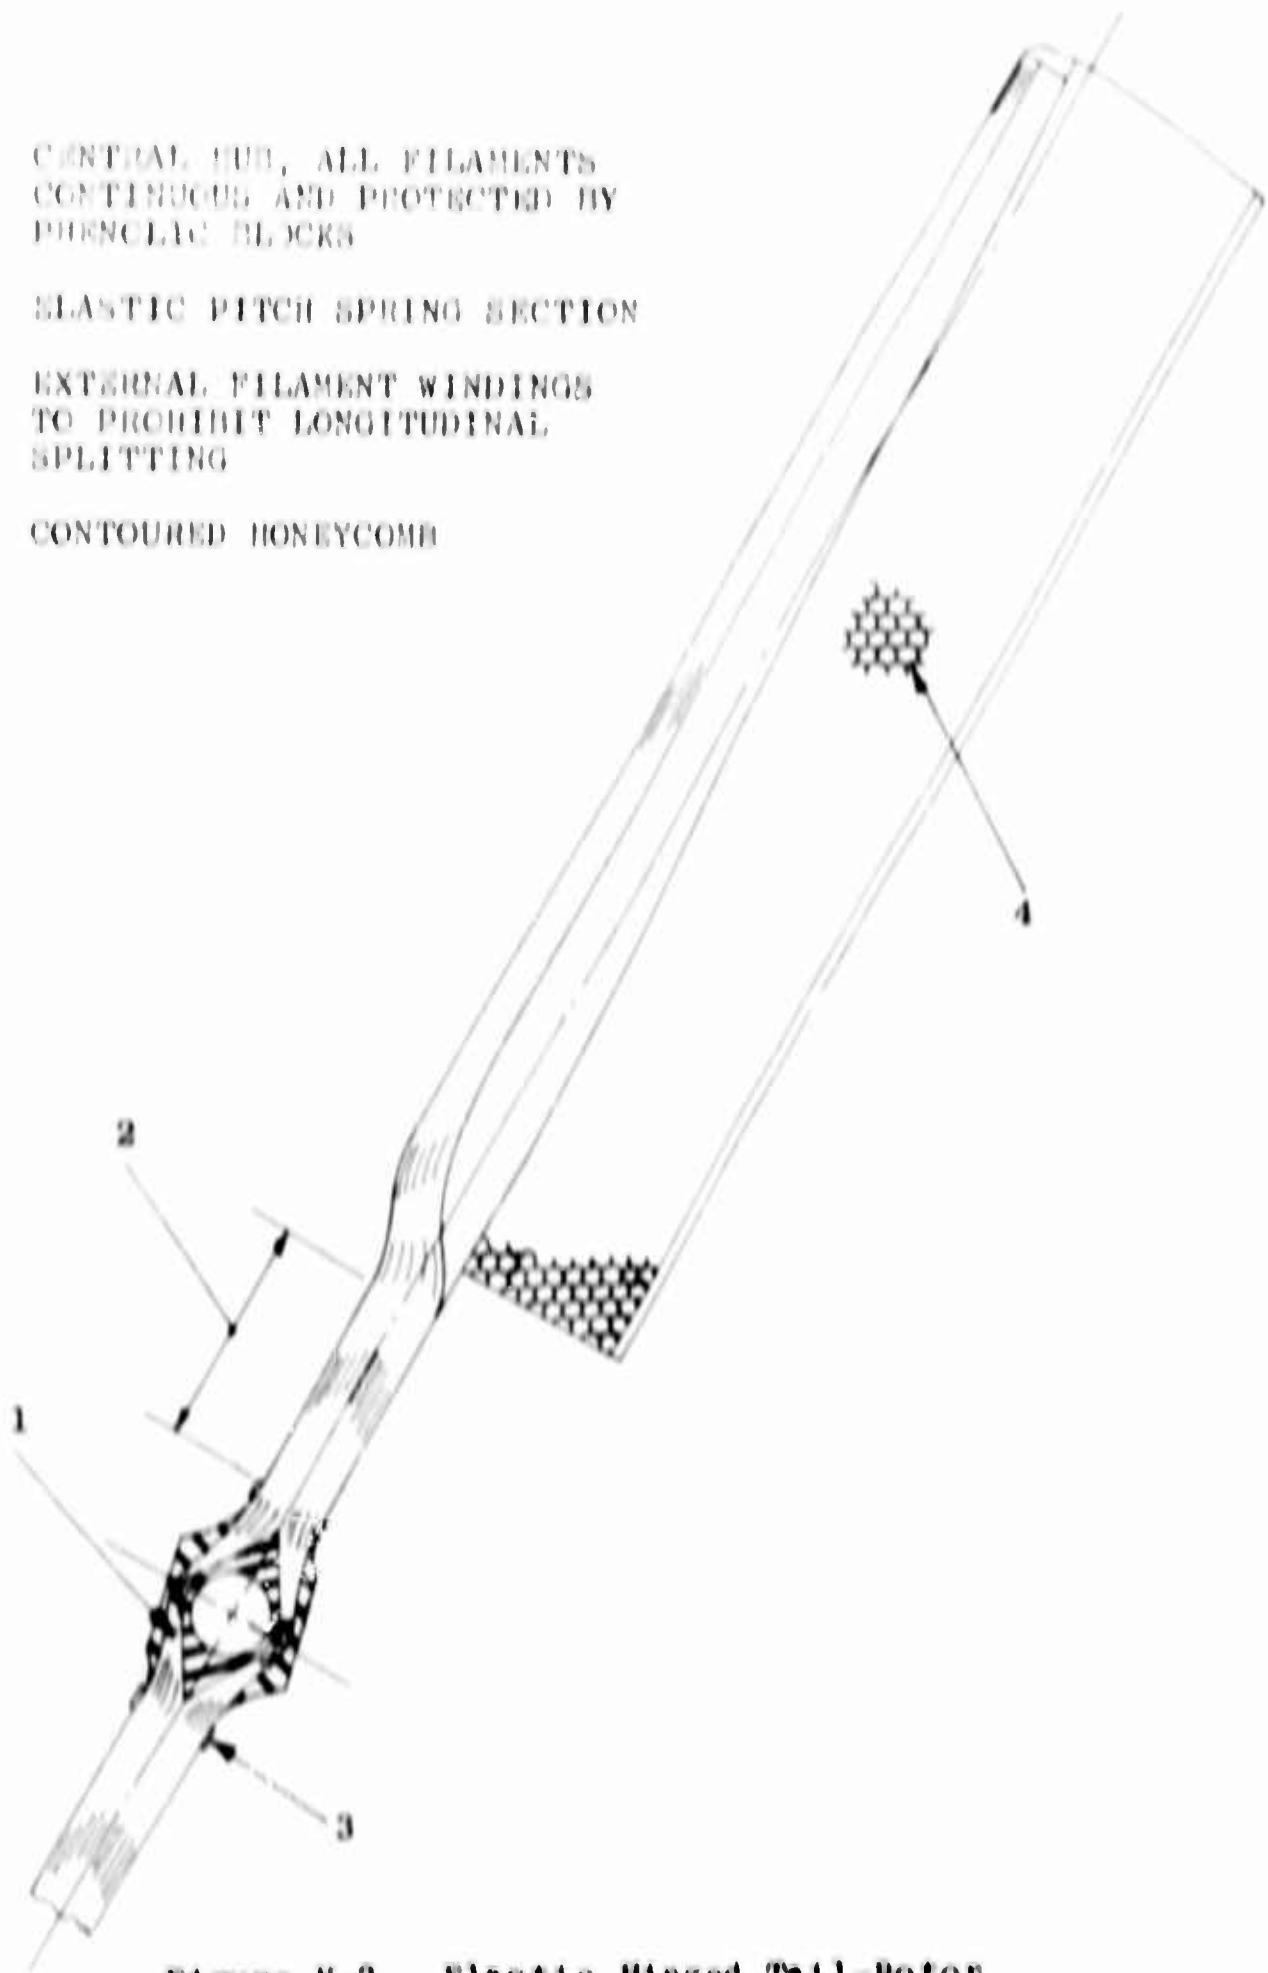 CENTRAL HUB, ALL FILAMENTS
CONTINUOUS AND PROTECTED BY
PHENOLIC BLOCKS
ELASTIC PITCH SPRING SECTION
EXTERNAL FILAMENT WINDINGS
TO PROHIBIT LONGITUDINAL
SPLITTING
CONTOURED HONEYCOMB
4
2
1
3
Figure Elastic Hinged Tail-Rotor